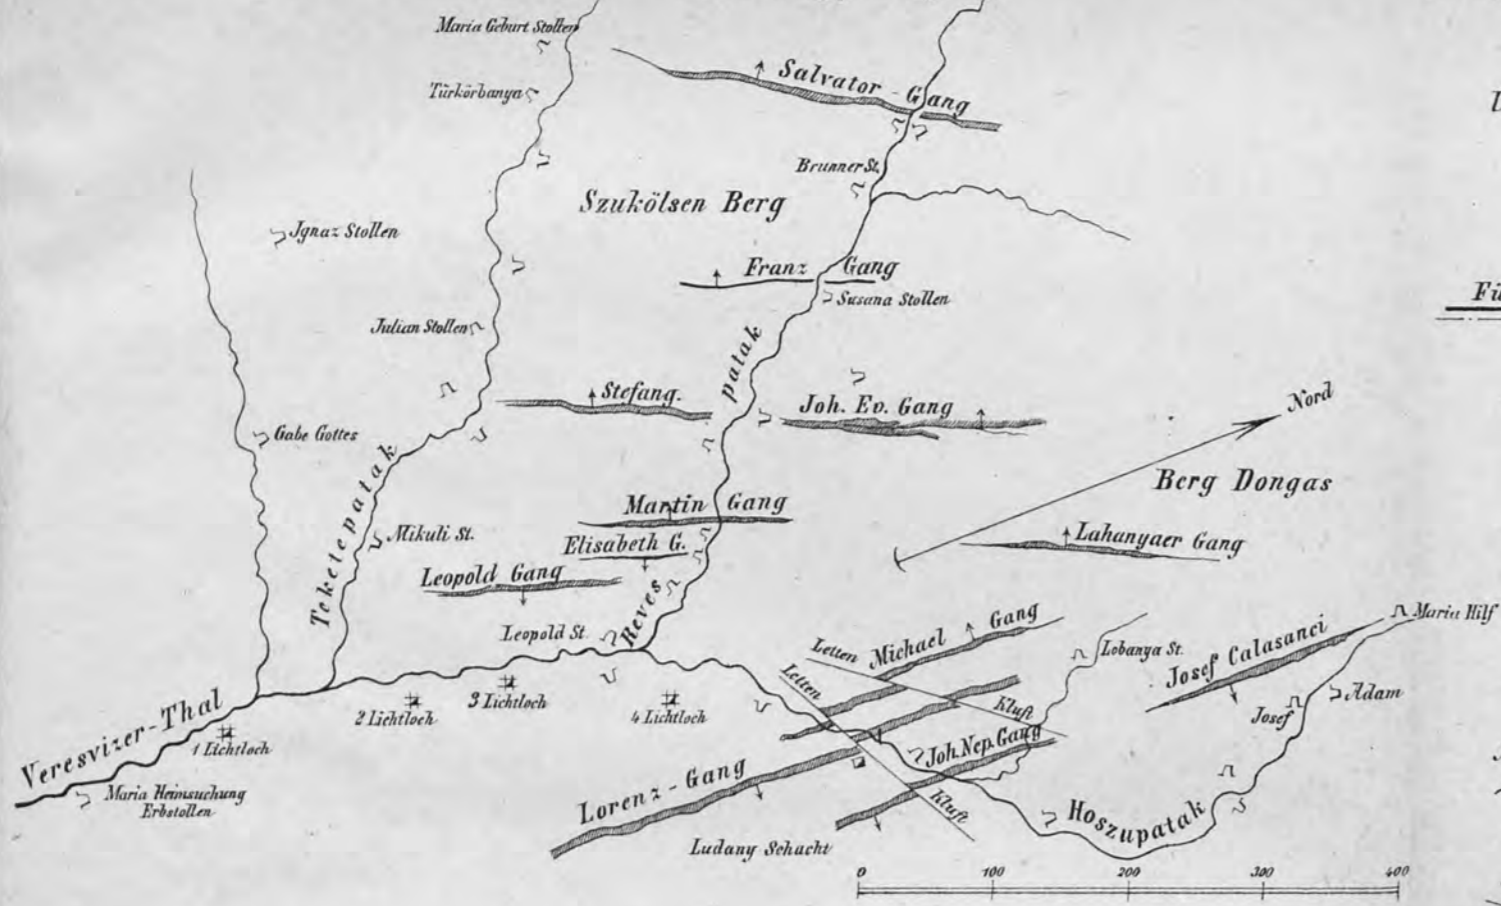 Maria Geburt Stollen
Salvator-Gang
Türkörbanya
Brunner St.
Szukölsen Berg
Jgnaz Stollen
Franz Gang
Susana Stollen
Fü
Julian Stollen
patak
Stefang.
Joh. Ev. Gang
Nord
Gabe Gottes
Berg Dongas
Teketepatak
Martin Gang
Mikuli St.
Elisabeth G.
Lahanyaer Gang
Leopold Gang
Reves
Leopold St.
Letten
Michael Gang
Maria Hilf
Lobanya St.
Josef Calasanci
Letten
Adam
Veresvizer-Thal
3 Lichtloch
2 Lichtloch
4 Lichtloch
Kluft
Josef
1 Lichtloch
Joh. Nep. Gang
Maria Heimsuchung
Erbstollen
Lorenz-Gang
Kluft
Hoszupatak
Ludany Schacht
0 100 200 300 400